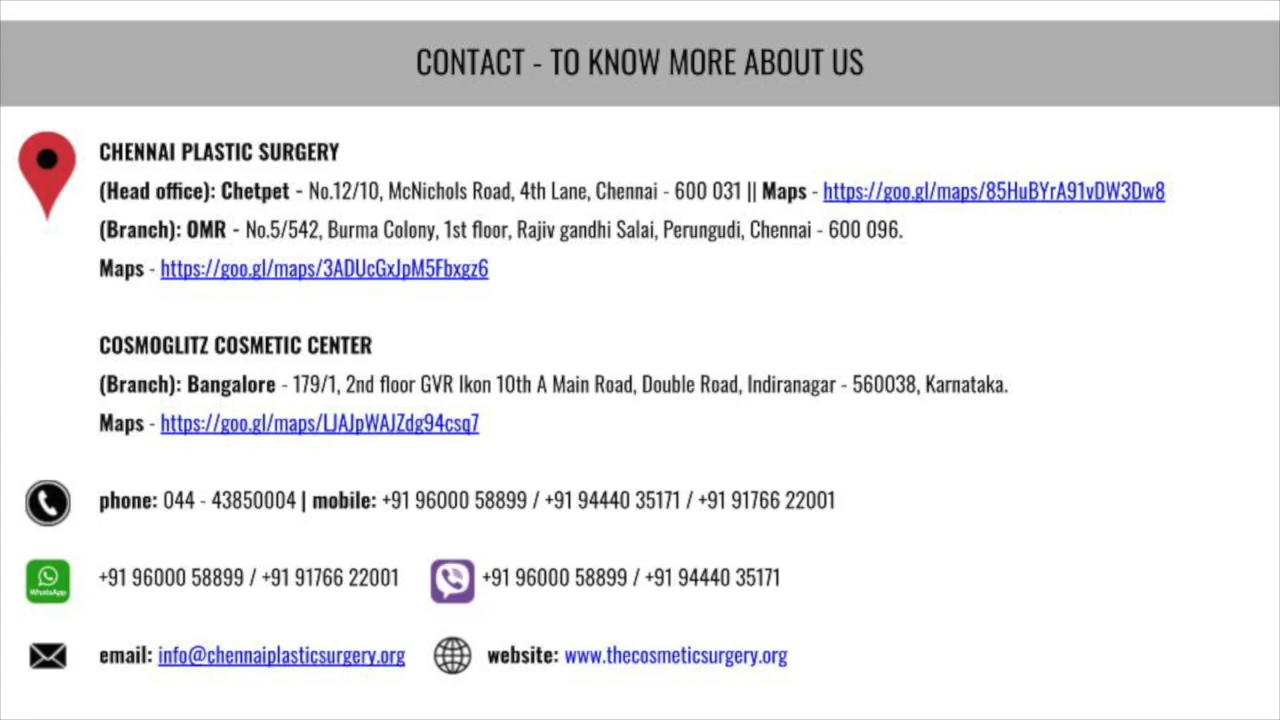 CONTACT - TO KNOW MORE ABOUT US
CHENNAI PLASTIC SURGERY
(Head office): Chetpet - No.12/10, McNichols Road, 4th Lane, Chennai - 600 031 || Maps - https://goo.gl/maps/85HuBYrA91vDW3Dw8
(Branch): OMR - No.5/542, Burma Colony, 1st floor, Rajiv gandhi Salai, Perungudi, Chennai - 600 096.
Maps - https://goo.gl/maps/3ADUcGxJpM5Fbxgz6
COSMOGLITZ COSMETIC CENTER
(Branch): Bangalore - 179/1, 2nd floor GVR Ikon 10th A Main Road, Double Road, Indiranagar - 560038, Karnataka.
Maps - https://goo.gl/maps/LJAJpWAJZdg94csq7
phone: 044 - 43850004 | mobile: +91 96000 58899 / +91 94440 35171 / +91 91766 22001
WhatsApp +91 96000 58899 / +91 91766 22001 +91 96000 58899 / +91 94440 35171
email: info@chennaiplasticsurgery.org website: www.thecosmeticsurgery.org